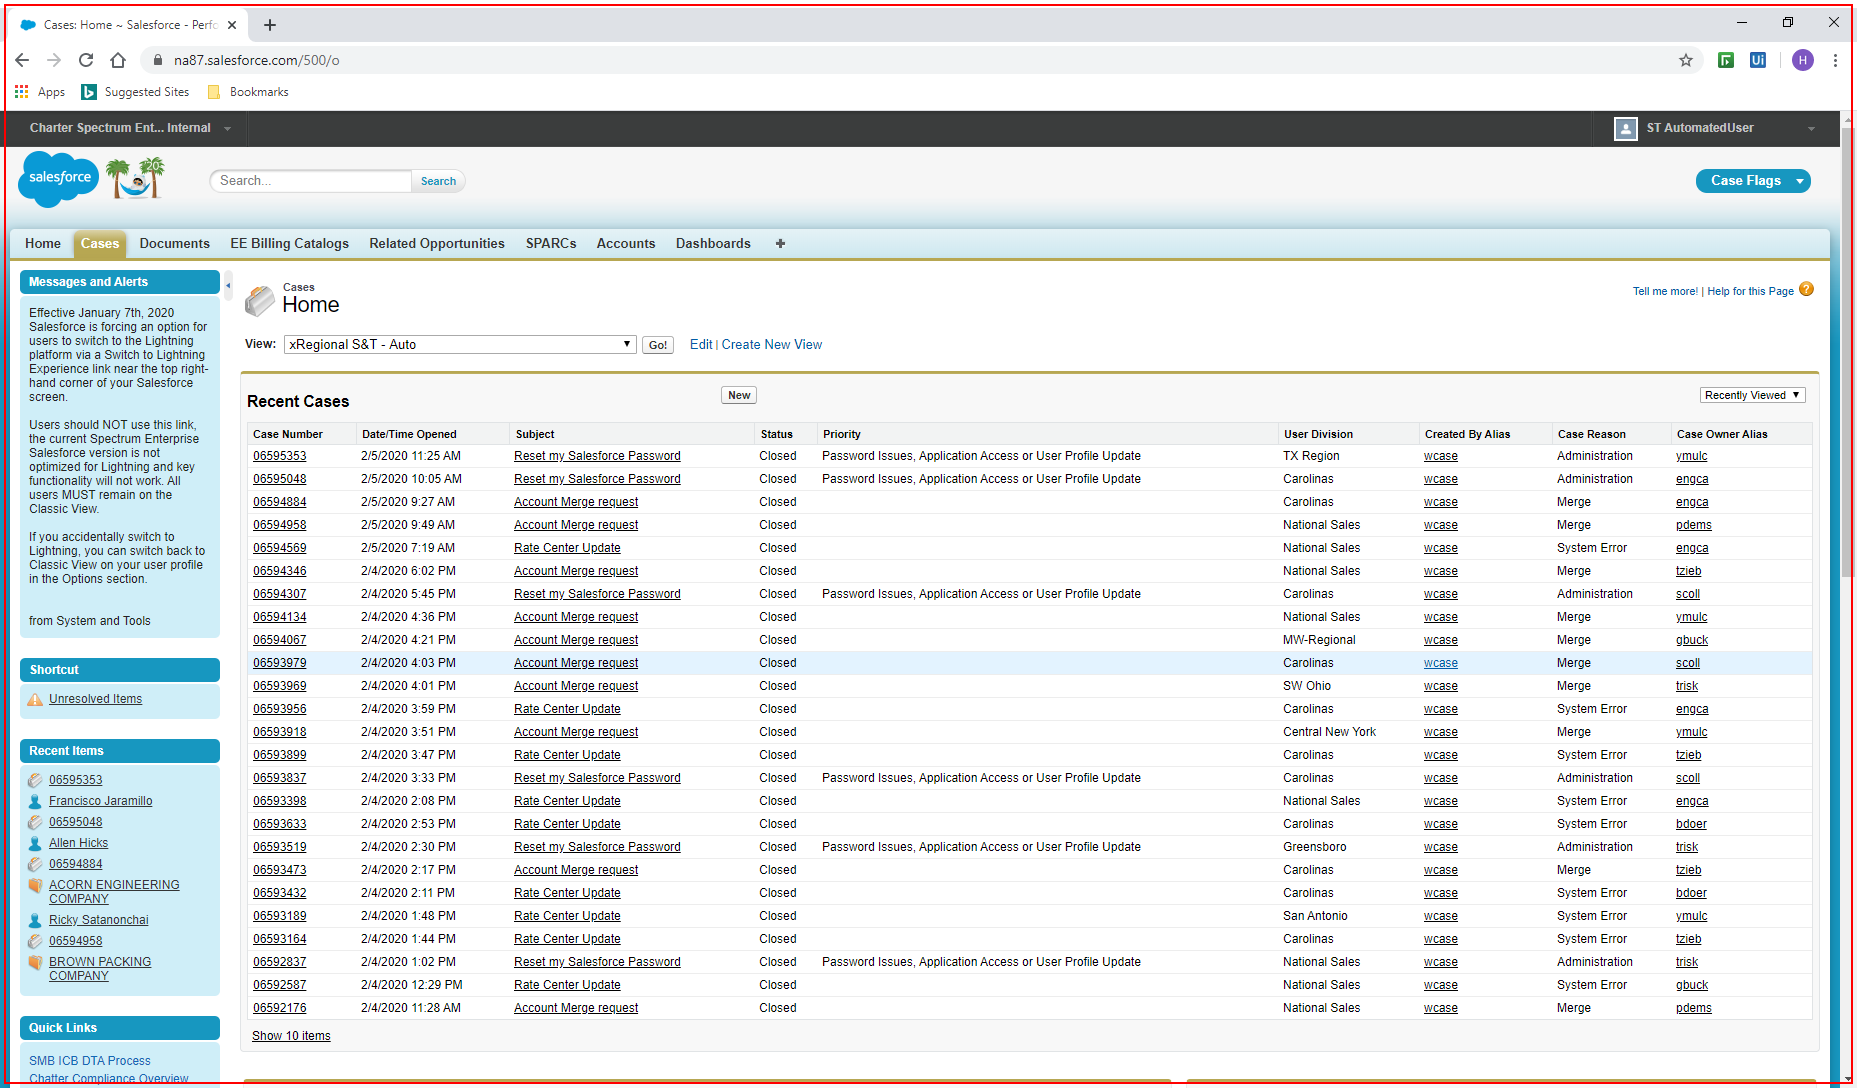 Cases: Home ~ Salesforce - Perfo
na87.salesforce.com/500/o
Ui
H
Apps
Suggested Sites
Bookmarks
Charter Spectrum Ent... Internal
ST AutomatedUser
salesforce
20
Search...
Search
Case Flags
Home Cases Documents EE Billing Catalogs Related Opportunities SPARCs Accounts Dashboards +
Messages and Alerts
Effective January 7th, 2020
Salesforce is forcing an option for
users to switch to the Lightning
platform via a Switch to Lightning
Experience link near the top right-
hand corner of your Salesforce
screen.
Users should NOT use this link,
the current Spectrum Enterprise
Salesforce version is not
optimized for Lightning and key
functionality will not work. All
users MUST remain on the
Classic View.
If you accidentally switch to
Lightning, you can switch back to
Classic View on your user profile
in the Options section.
from System and Tools
Shortcut
Unresolved Items
Recent Items
06595353
Francisco Jaramillo
06595048
Allen Hicks
06594884
ACORN ENGINEERING
COMPANY
Ricky Satanonchai
06594958
BROWN PACKING
COMPANY
Quick Links
SMB ICB DTA Process
Chatter Compliance Overview
Cases
Home
Tell me more! | Help for this Page ?
View: xRegional S&T - Auto Go! Edit | Create New View
Recent Cases New Recently Viewed
Case Number Date/Time Opened Subject Status Priority User Division Created By Alias Case Reason Case Owner Alias
06595353 2/5/2020 11:25 AM Reset my Salesforce Password Closed Password Issues, Application Access or User Profile Update TX Region wcase Administration ymulc
06595048 2/5/2020 10:05 AM Reset my Salesforce Password Closed Password Issues, Application Access or User Profile Update Carolinas wcase Administration engca
06594884 2/5/2020 9:27 AM Account Merge request Closed Carolinas wcase Merge engca
06594958 2/5/2020 9:49 AM Account Merge request Closed National Sales wcase Merge pdems
06594569 2/5/2020 7:19 AM Rate Center Update Closed National Sales wcase System Error engca
06594346 2/4/2020 6:02 PM Account Merge request Closed National Sales wcase Merge tzieb
06594307 2/4/2020 5:45 PM Reset my Salesforce Password Closed Password Issues, Application Access or User Profile Update Carolinas wcase Administration scoll
06594134 2/4/2020 4:36 PM Account Merge request Closed National Sales wcase Merge ymulc
06594067 2/4/2020 4:21 PM Account Merge request Closed MW-Regional wcase Merge gbuck
06593979 2/4/2020 4:03 PM Account Merge request Closed Carolinas wcase Merge scoll
06593969 2/4/2020 4:01 PM Account Merge request Closed SW Ohio wcase Merge trisk
06593956 2/4/2020 3:59 PM Rate Center Update Closed Carolinas wcase System Error engca
06593918 2/4/2020 3:51 PM Account Merge request Closed Central New York wcase Merge ymulc
06593899 2/4/2020 3:47 PM Rate Center Update Closed Carolinas wcase System Error tzieb
06593837 2/4/2020 3:33 PM Reset my Salesforce Password Closed Password Issues, Application Access or User Profile Update Carolinas wcase Administration scoll
06593398 2/4/2020 2:08 PM Rate Center Update Closed National Sales wcase System Error engca
06593633 2/4/2020 2:53 PM Rate Center Update Closed Carolinas wcase System Error bdoer
06593519 2/4/2020 2:30 PM Reset my Salesforce Password Closed Password Issues, Application Access or User Profile Update Greensboro wcase Administration trisk
06593473 2/4/2020 2:17 PM Account Merge request Closed Carolinas wcase Merge tzieb
06593432 2/4/2020 2:11 PM Rate Center Update Closed Carolinas wcase System Error bdoer
06593189 2/4/2020 1:48 PM Rate Center Update Closed San Antonio wcase System Error ymulc
06593164 2/4/2020 1:44 PM Rate Center Update Closed Carolinas wcase System Error tzieb
06592837 2/4/2020 1:02 PM Reset my Salesforce Password Closed Password Issues, Application Access or User Profile Update National Sales wcase Administration trisk
06592587 2/4/2020 12:29 PM Rate Center Update Closed National Sales wcase System Error gbuck
06592176 2/4/2020 11:28 AM Account Merge request Closed National Sales wcase Merge pdems
Show 10 items